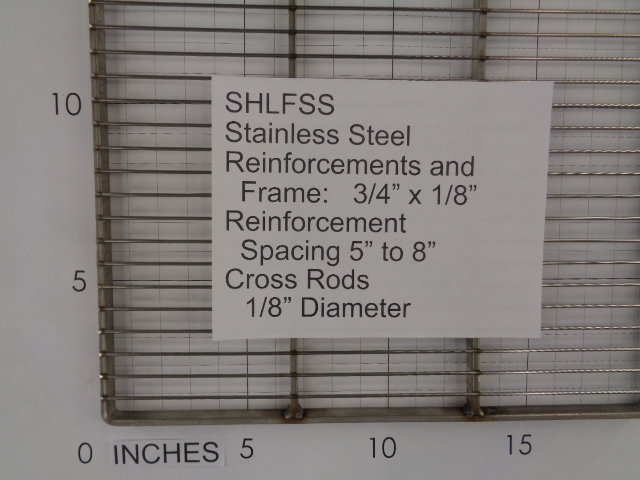 10
SHLFSS
Stainless Steel
Reinforcements and
Frame: 3/4” x 1/8”
Reinforcement
Spacing 5” to 8”
Cross Rods
1/8” Diameter
5
0 INCHES 5 10 15